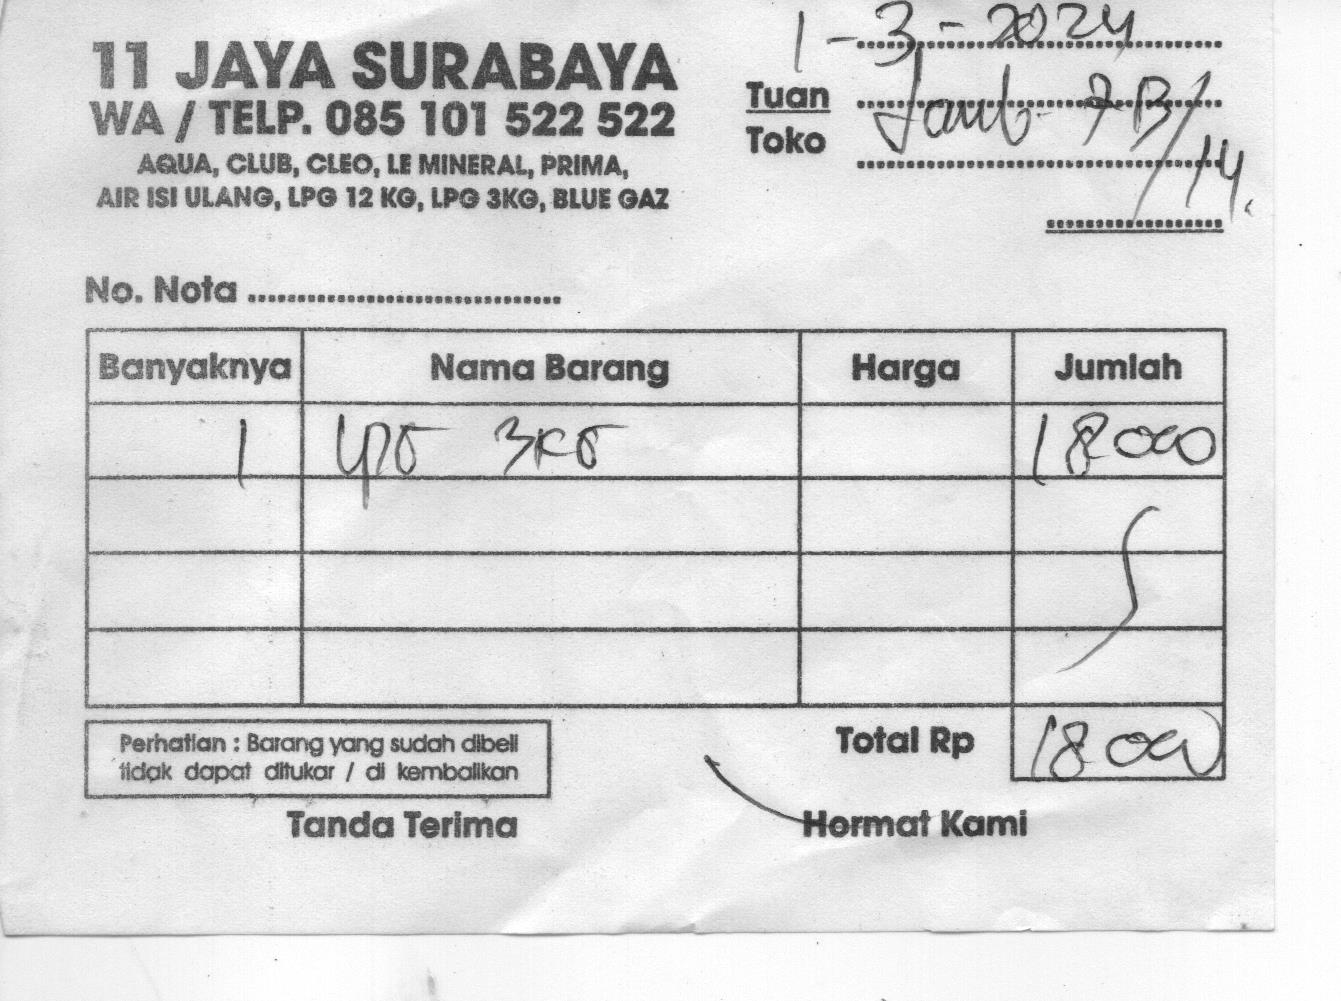 1 - 3 - 2024
11 JAYA SURABAYA
WA / TELP. 085 101 522 522
AQUA, CLUB, CLEO, LE MINERAL, PRIMA,
AIR ISI ULANG, LPG 12 KG, LPG 3KG, BLUE GAZ
Tuan
Toko
7B/
14.
No. Nota
Banyaknya Nama Barang Harga Jumlah
1 LPG 3KG 18000
Total Rp 18000
Perhatian : Barang yang sudah dibeli
tidak dapat ditukar / di kembalikan
Tanda Terima Hormat Kami